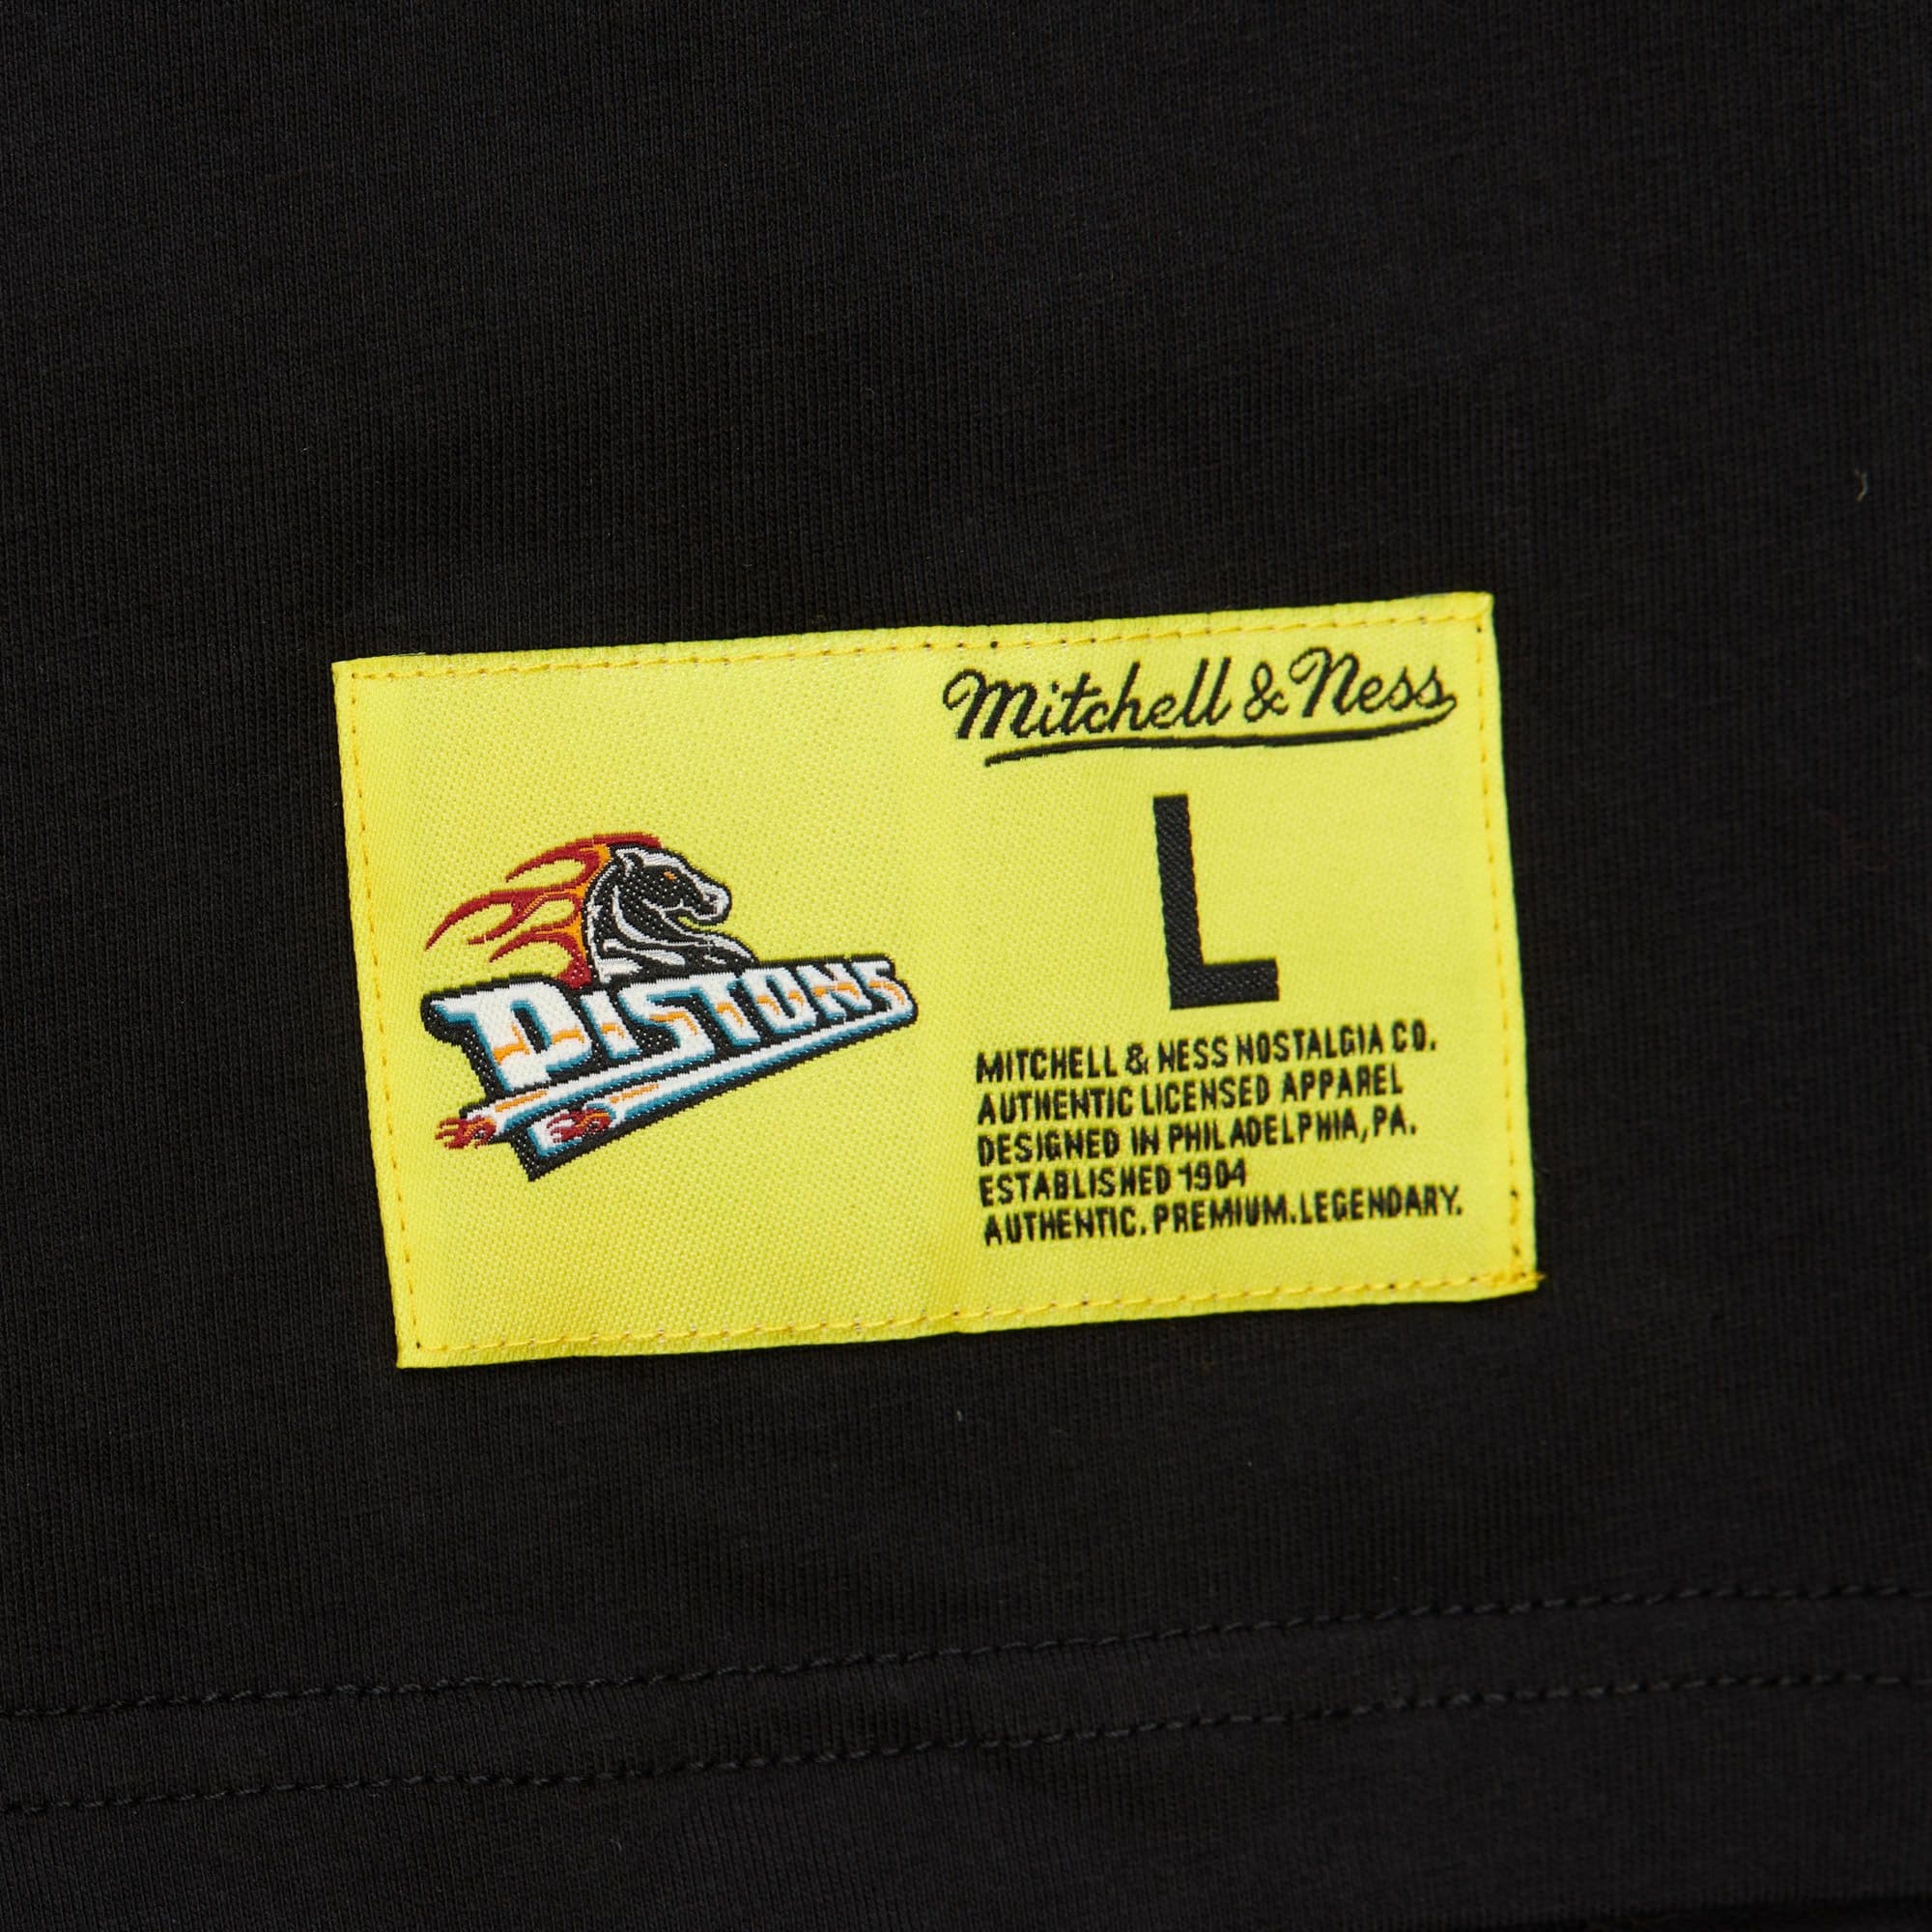 Mitchell & Ness
L
PISTONS
MITCHELL & NESS NOSTALGIA CO.
AUTHENTIC LICENSED APPAREL
DESIGNED IN PHILADELPHIA, PA.
ESTABLISHED 1904
AUTHENTIC. PREMIUM. LEGENDARY.